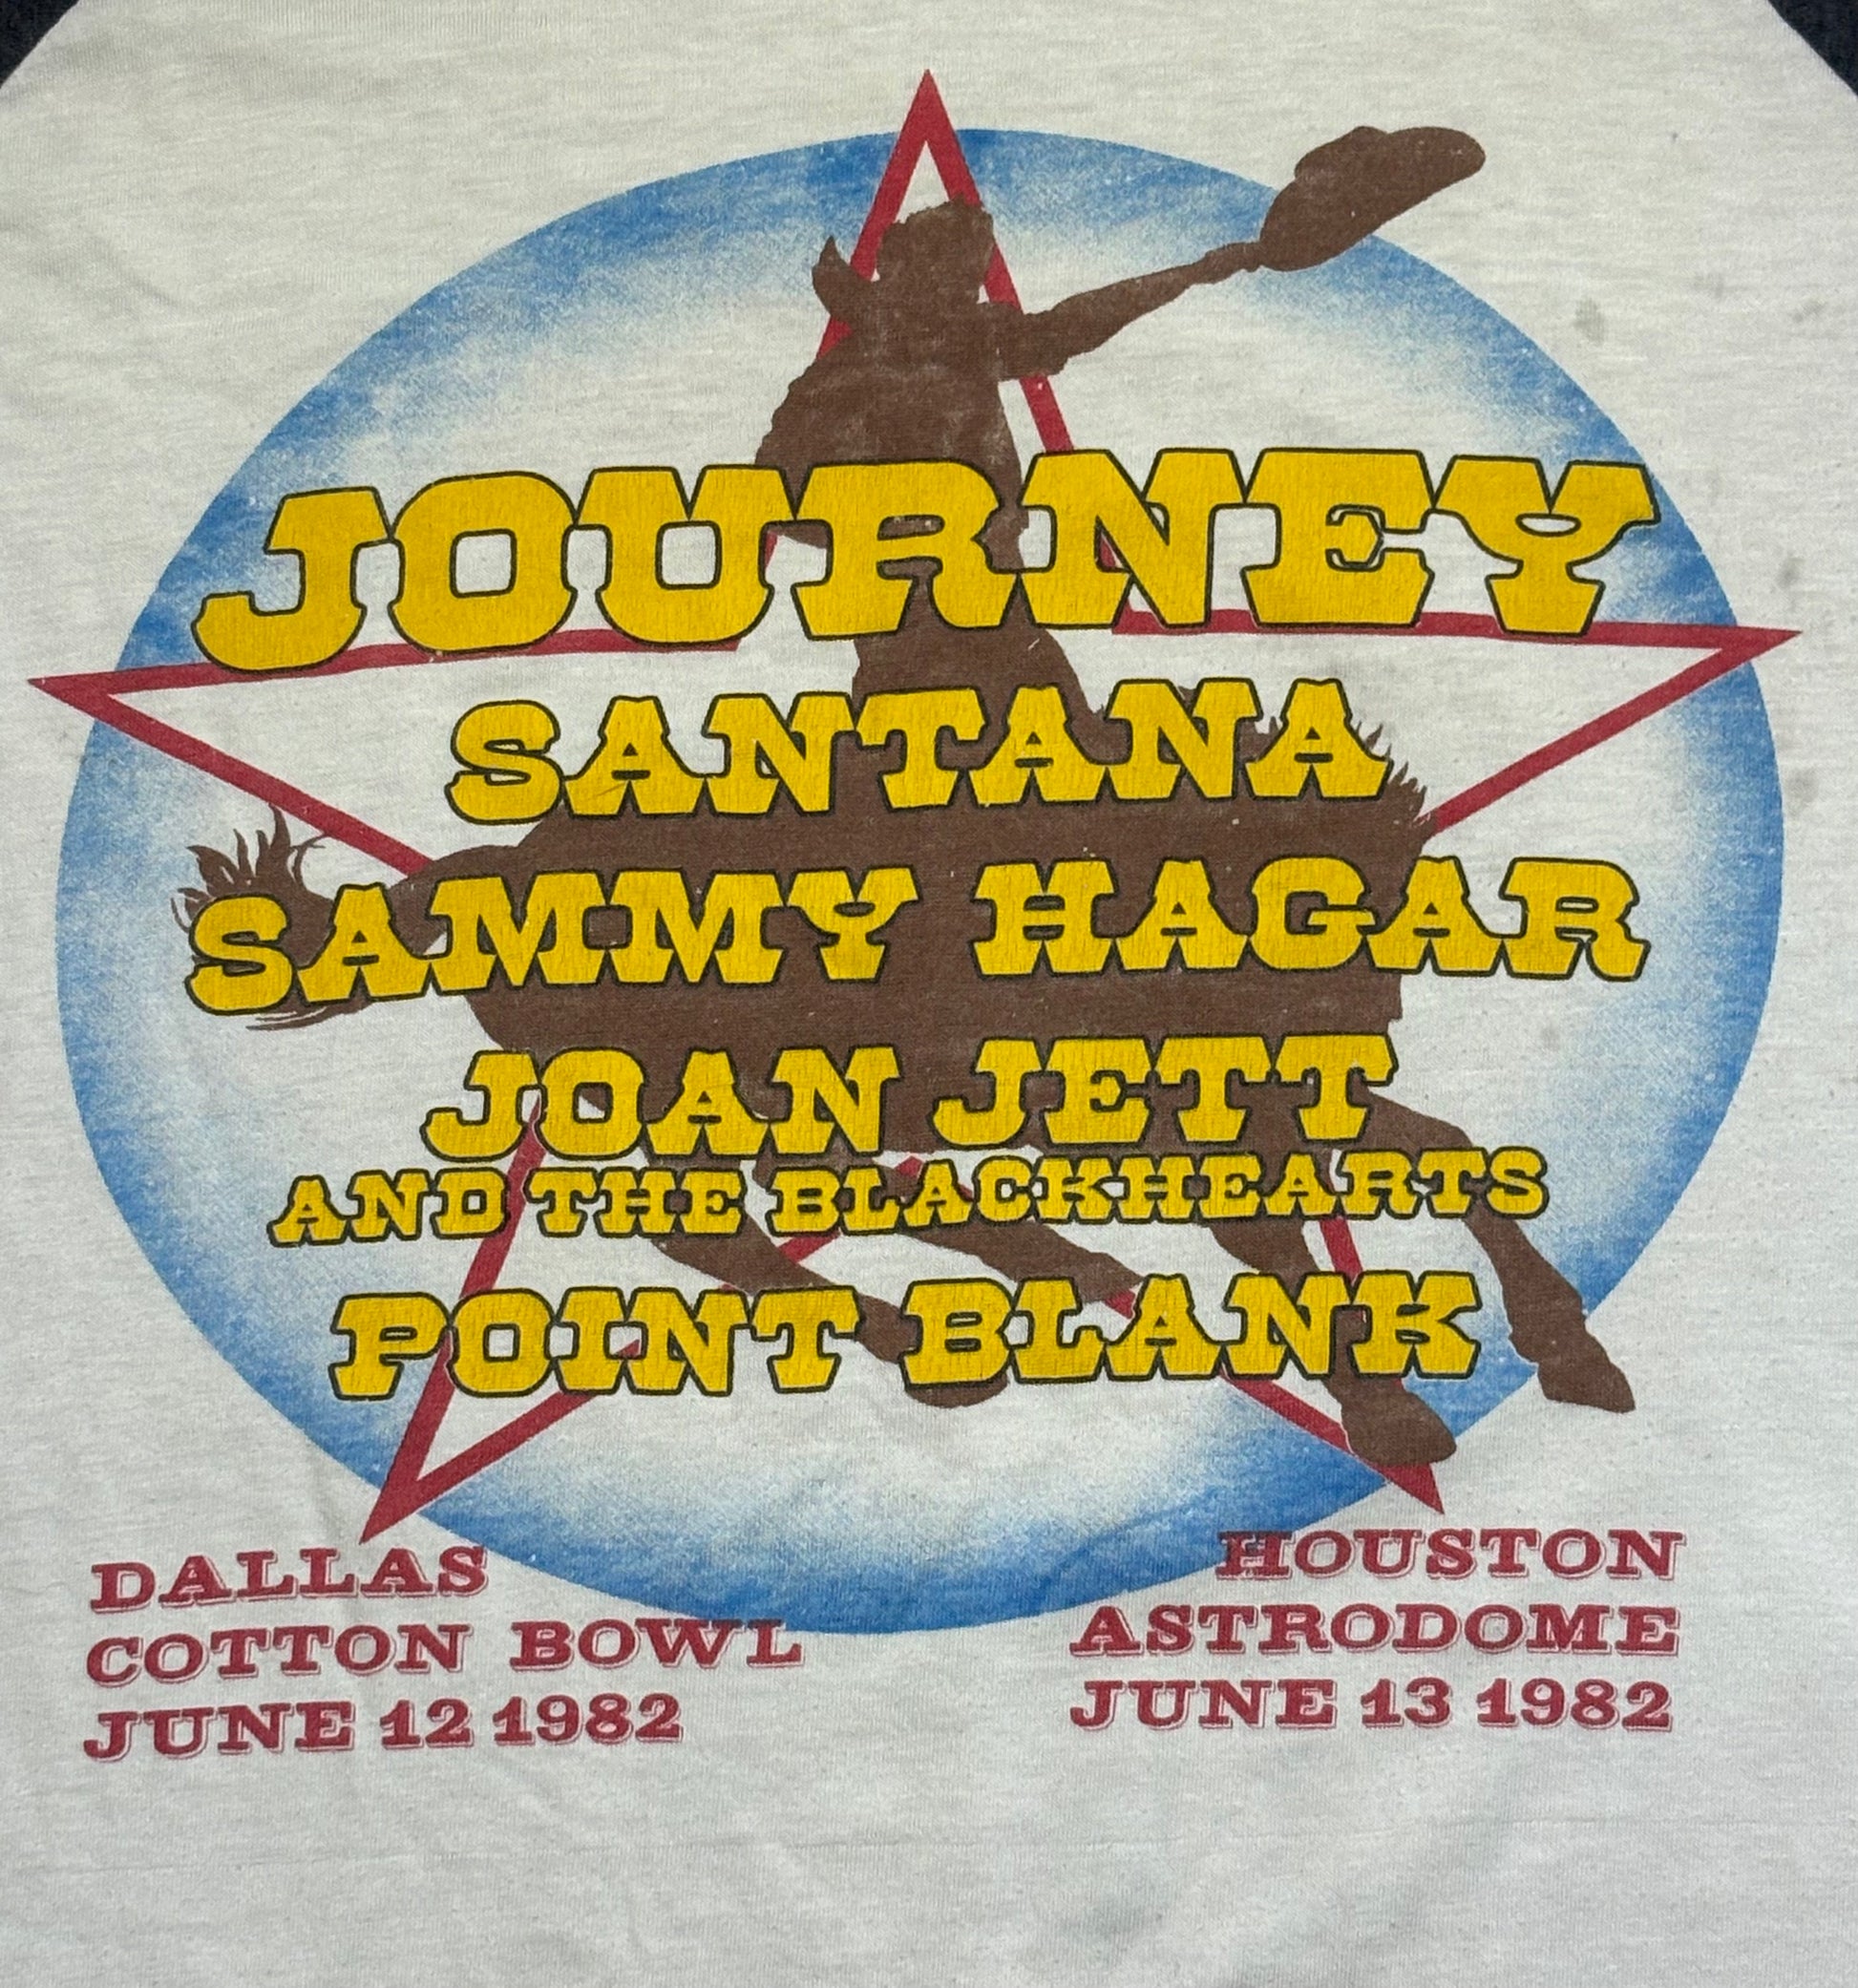 JOURNEY
SANTANA
SAMMY HAGAR
JOAN JETT
AND THE BLACKHEARTS
POINT BLANK
DALLAS
COTTON BOWL
JUNE 12 1982
HOUSTON
ASTRODOME
JUNE 13 1982